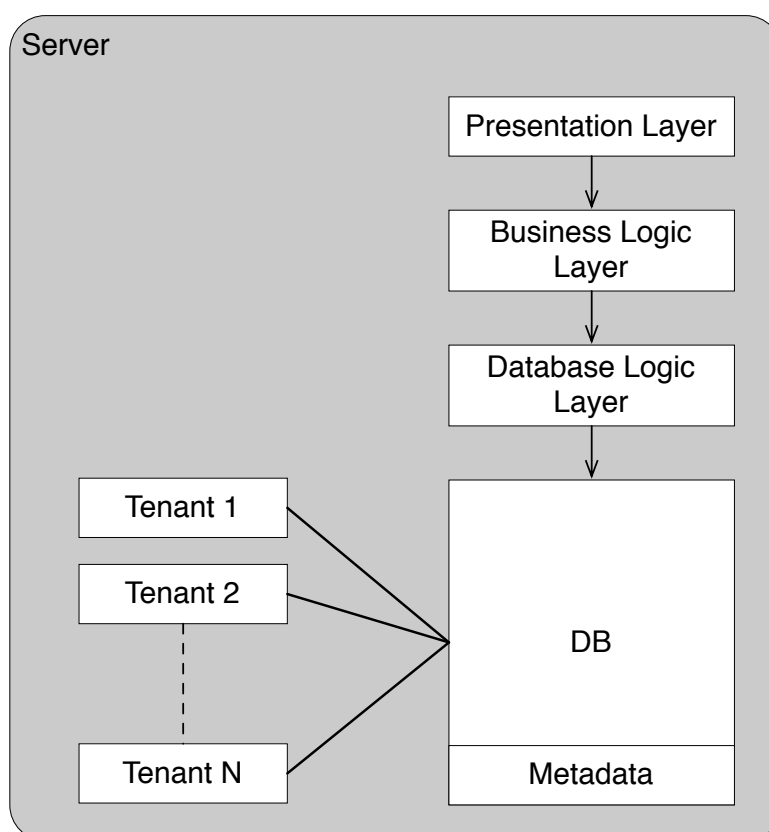 Server
Presentation Layer
Business Logic
Layer
Database Logic
Layer
Tenant 1
Tenant 2
Tenant N
DB
Metadata